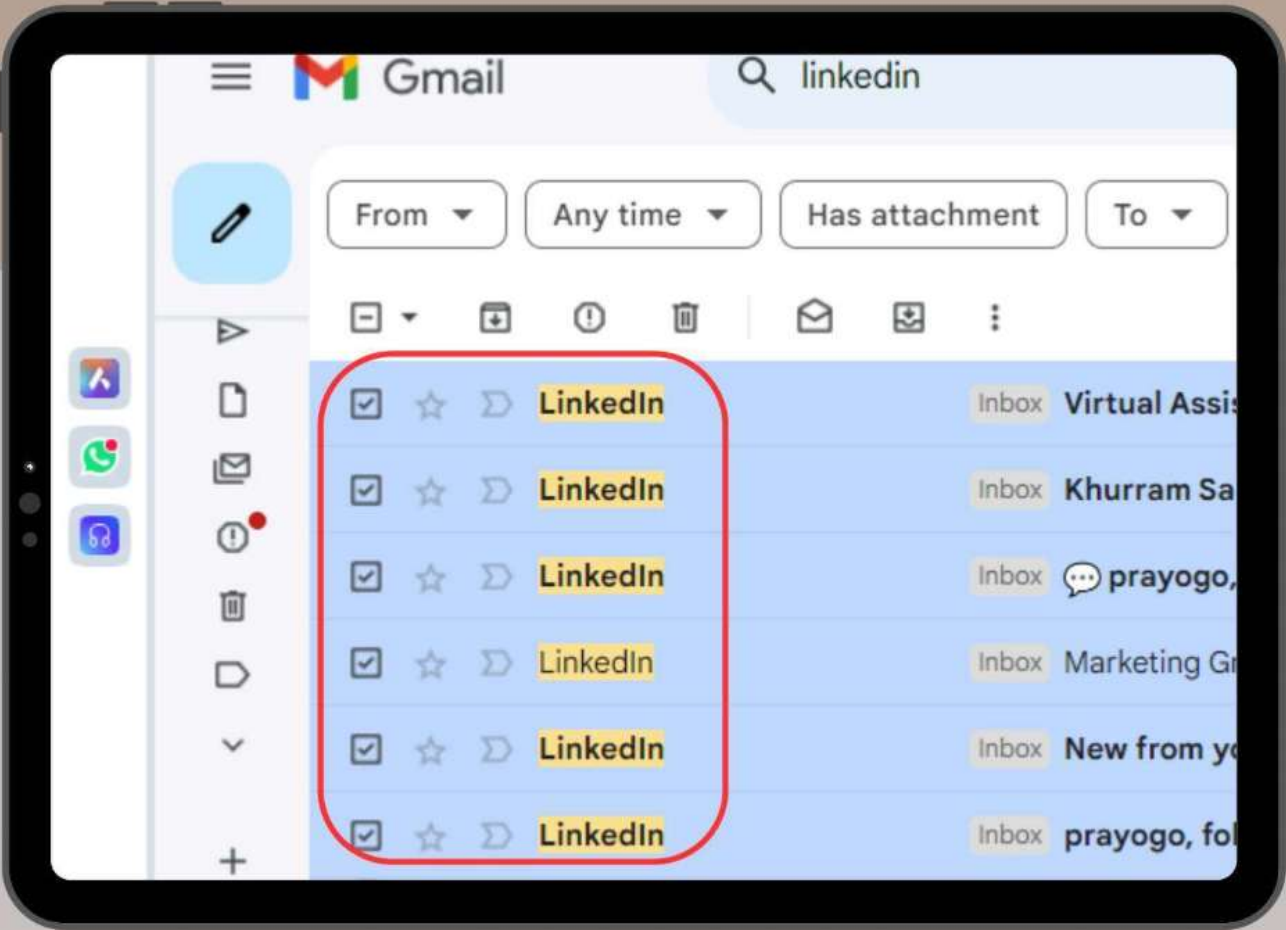 Gmail
linkedin
From
Any time
Has attachment
To
LinkedIn Inbox Virtual Assis
LinkedIn Inbox Khurram Sa
LinkedIn Inbox 💬 prayogo,
LinkedIn Inbox Marketing Gr
LinkedIn Inbox New from yo
LinkedIn Inbox prayogo, fol